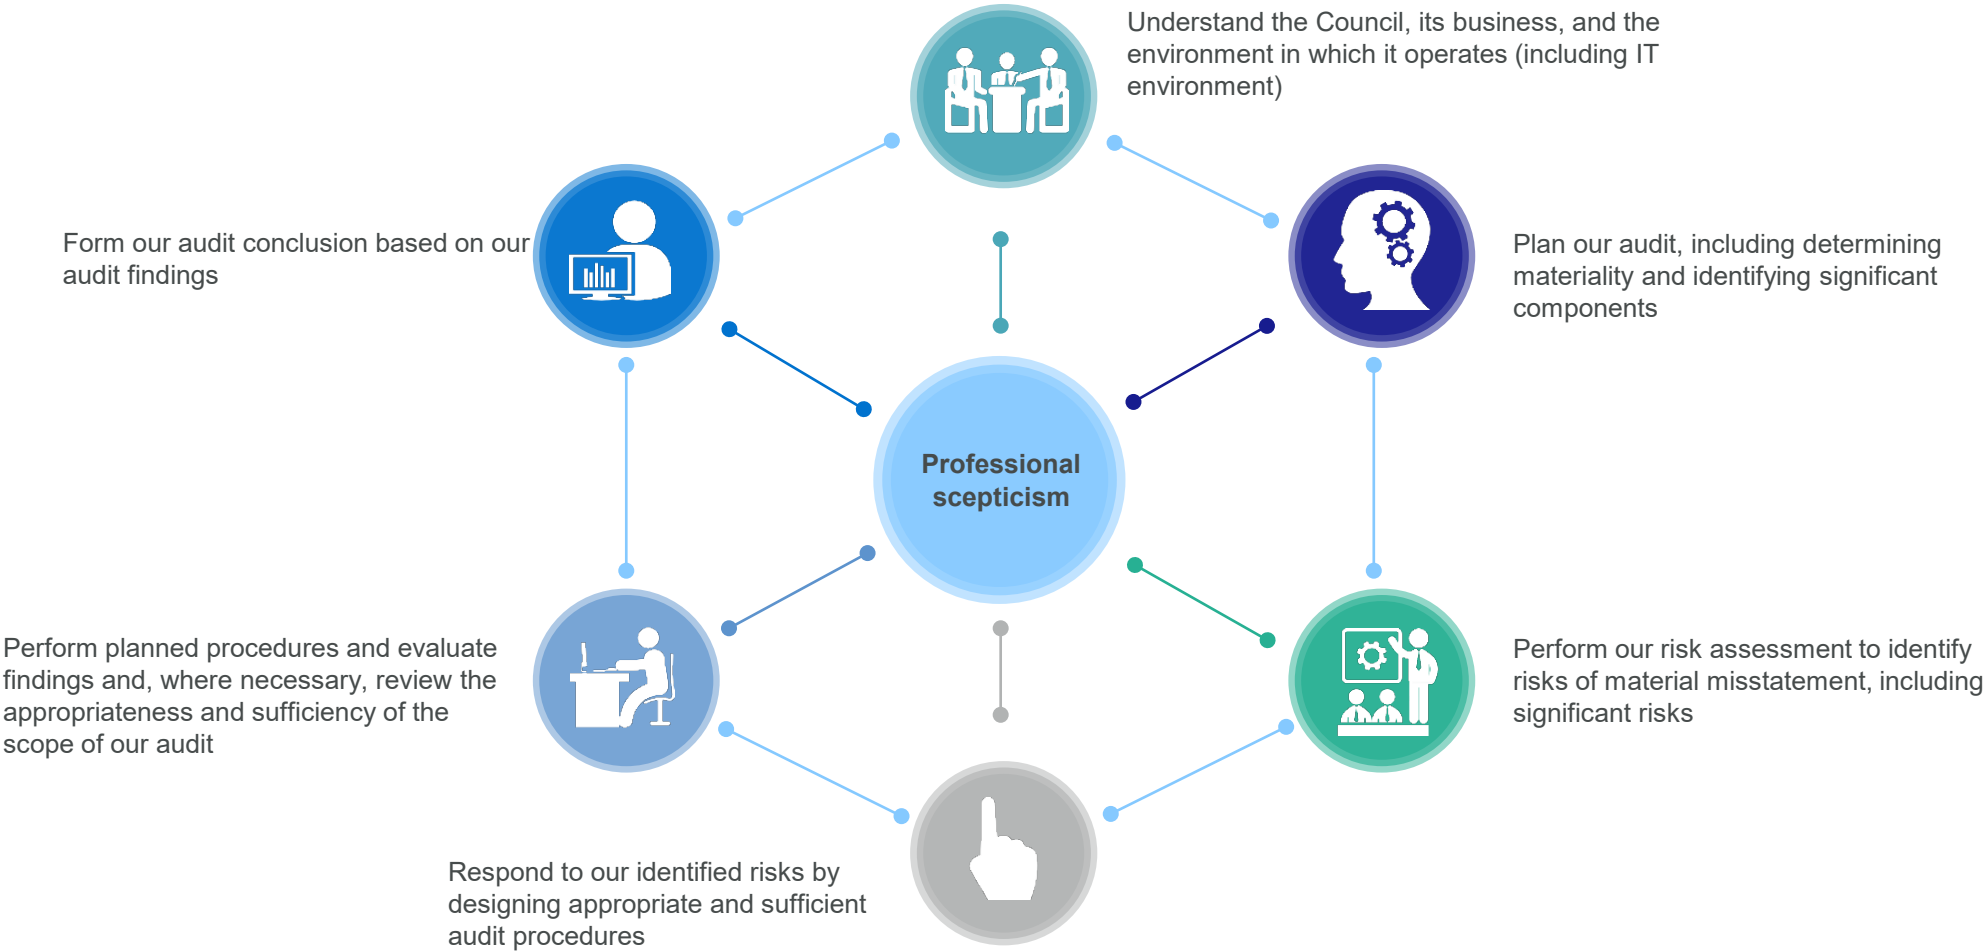 Understand the Council, its business, and the
environment in which it operates (including IT
environment)
Plan our audit, including determining
materiality and identifying significant
components
Perform our risk assessment to identify
risks of material misstatement, including
significant risks
Respond to our identified risks by
designing appropriate and sufficient
audit procedures
Perform planned procedures and evaluate
findings and, where necessary, review the
appropriateness and sufficiency of the
scope of our audit
Form our audit conclusion based on our
audit findings
Professional
scepticism